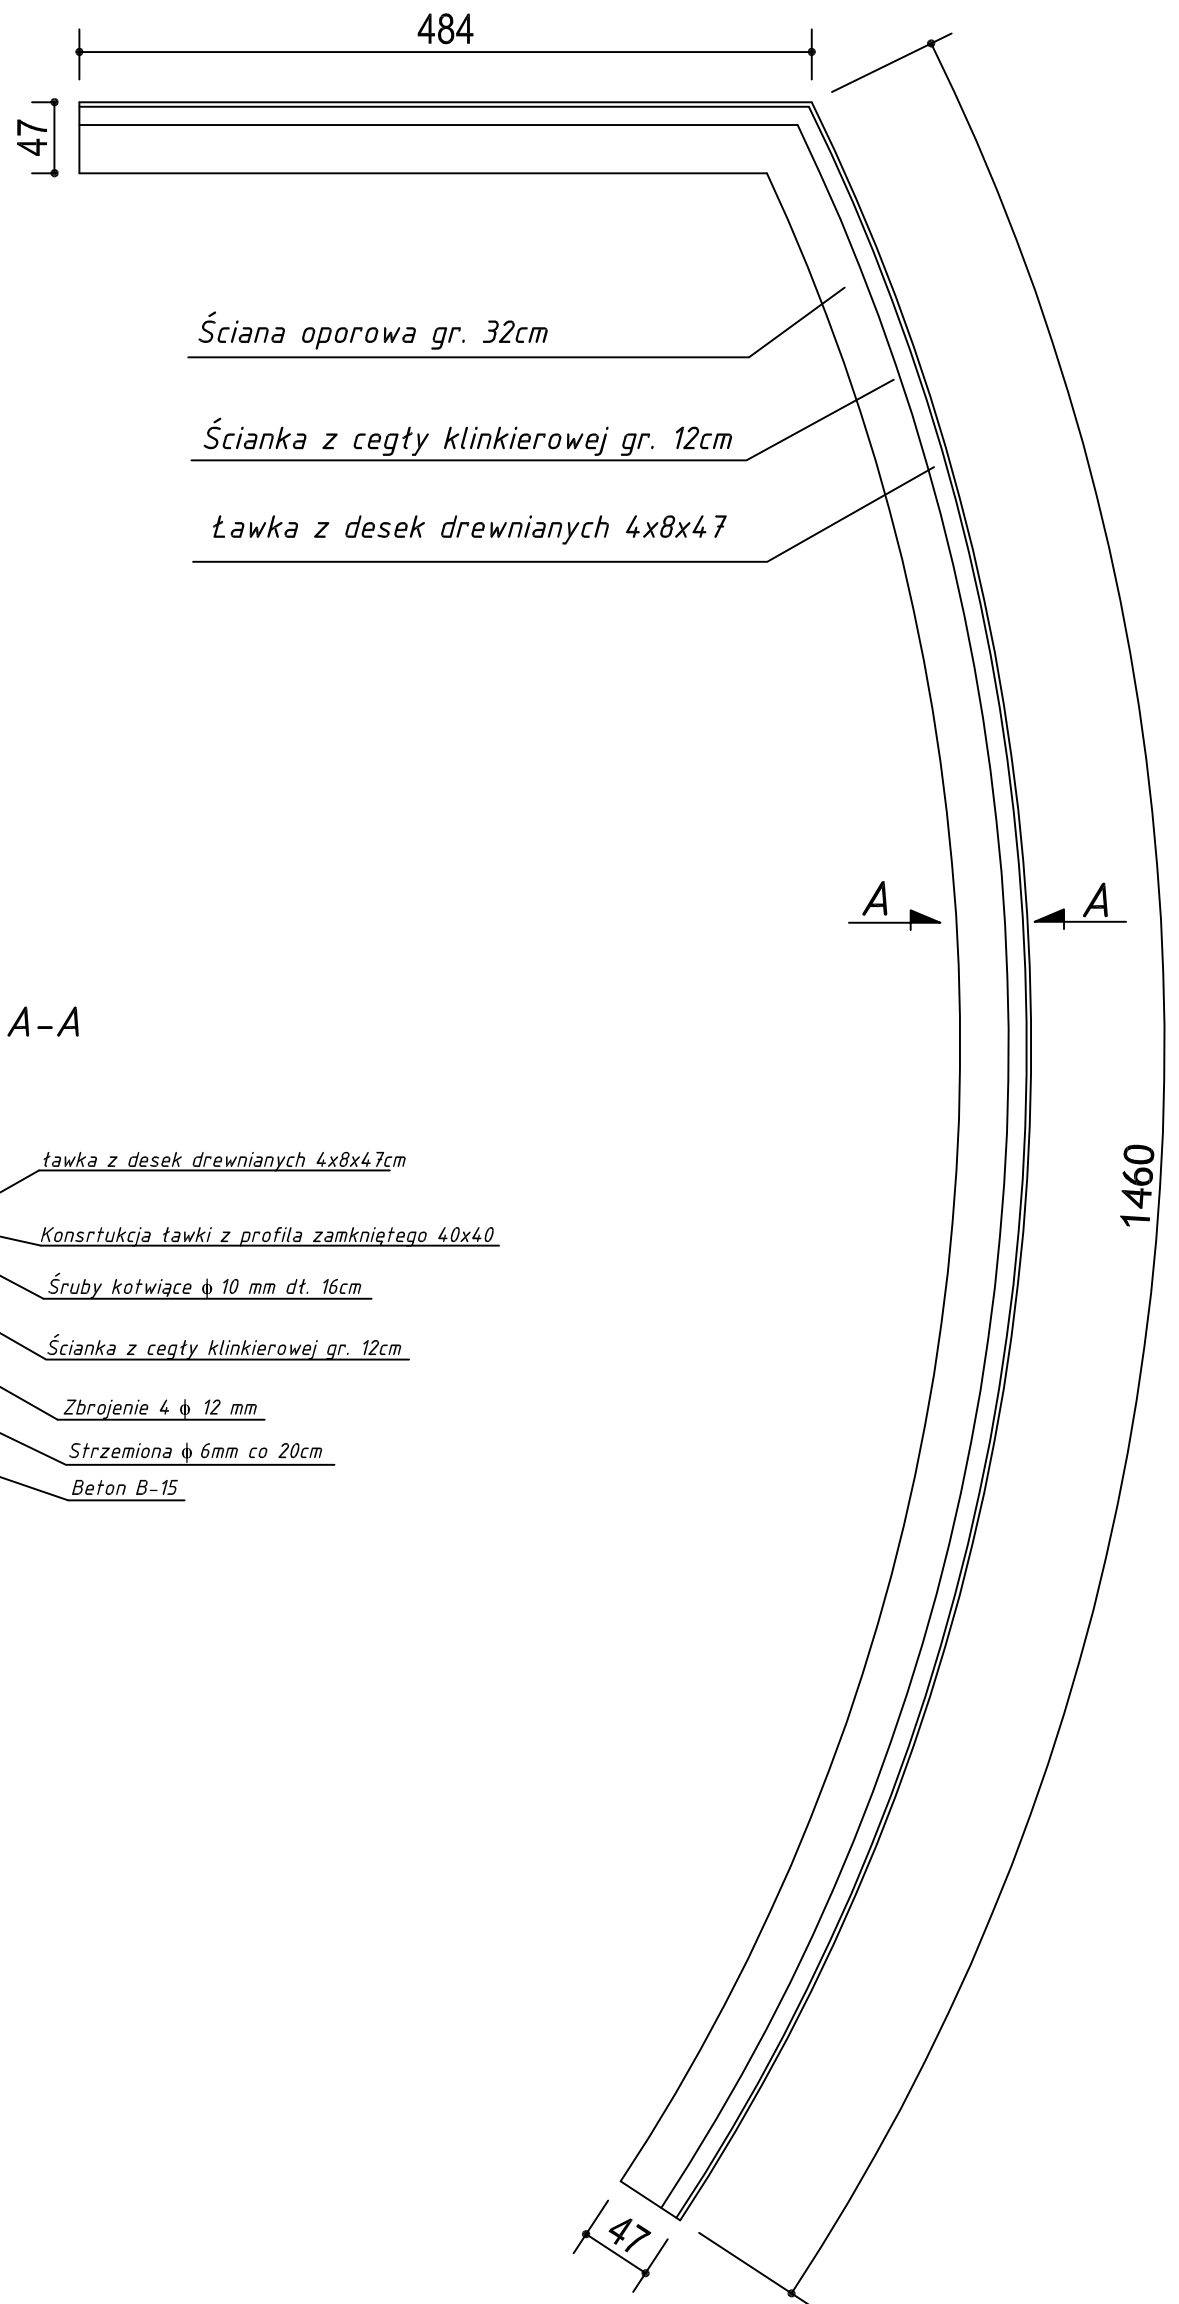 484
47
Ściana oporowa gr. 32cm
Ścianka z cegły klinkierowej gr. 12cm
Ławka z desek drewnianych 4x8x47
A
A
A-A
1460
ławka z desek drewnianych 4x8x47cm
Konsrtukcja ławki z profila zamkniętego 40x40
Śruby kotwiące ϕ 10 mm dł. 16cm
Ścianka z cegły klinkierowej gr. 12cm
Zbrojenie 4 ϕ 12 mm
Strzemiona ϕ 6mm co 20cm
Beton B-15
47